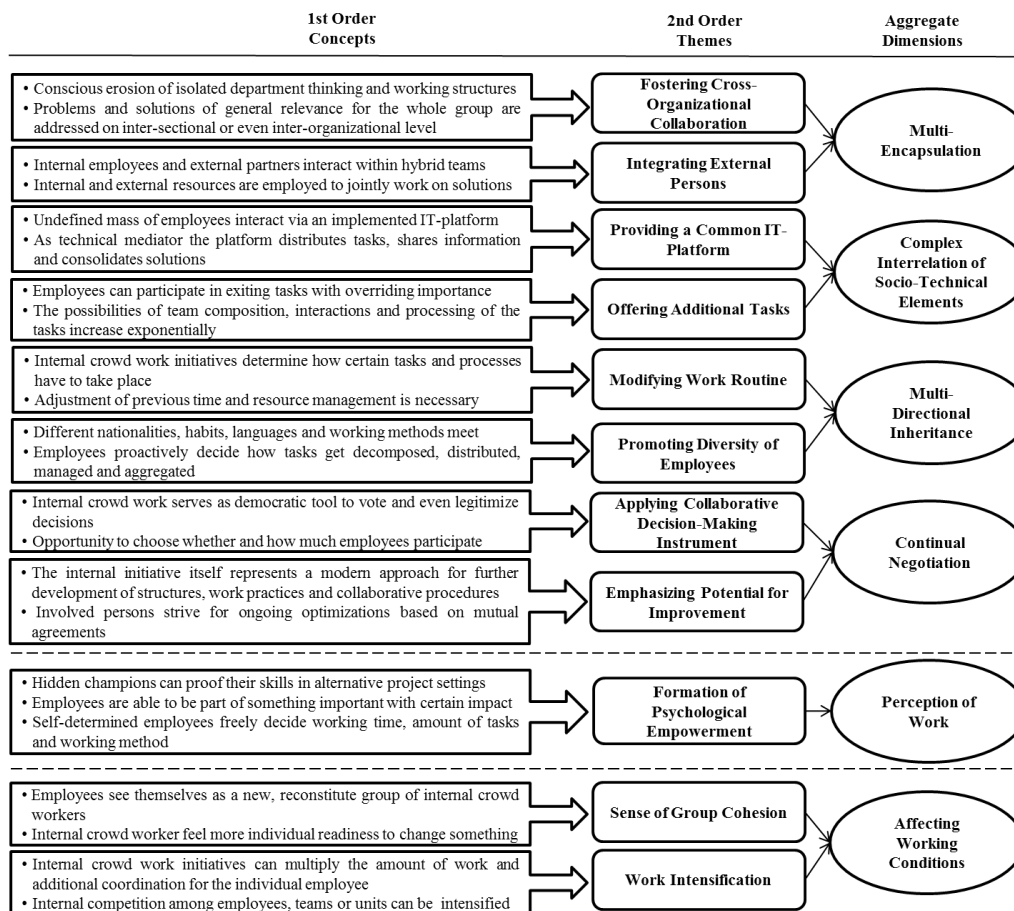 1st Order
Concepts
2nd Order
Themes
Aggregate
Dimensions
• Conscious erosion of isolated department thinking and working structures
• Problems and solutions of general relevance for the whole group are
addressed on inter-sectional or even inter-organizational level
Fostering Cross-
Organizational
Collaboration
Multi-
Encapsulation
• Internal employees and external partners interact within hybrid teams
• Internal and external resources are employed to jointly work on solutions
Integrating External
Persons
• Undefined mass of employees interact via an implemented IT-platform
• As technical mediator the platform distributes tasks, shares information
and consolidates solutions
Providing a Common IT-
Platform
Complex
Interrelation of
Socio-Technical
Elements
• Employees can participate in exiting tasks with overriding importance
• The possibilities of team composition, interactions and processing of the
tasks increase exponentially
Offering Additional Tasks
• Internal crowd work initiatives determine how certain tasks and processes
have to take place
• Adjustment of previous time and resource management is necessary
Modifying Work Routine
Multi-
Directional
Inheritance
• Different nationalities, habits, languages and working methods meet
• Employees proactively decide how tasks get decomposed, distributed,
managed and aggregated
Promoting Diversity of
Employees
• Internal crowd work serves as democratic tool to vote and even legitimize
decisions
• Opportunity to choose whether and how much employees participate
Applying Collaborative
Decision-Making
Instrument
Continual
Negotiation
• The internal initiative itself represents a modern approach for further
development of structures, work practices and collaborative procedures
• Involved persons strive for ongoing optimizations based on mutual
agreements
Emphasizing Potential for
Improvement
• Hidden champions can proof their skills in alternative project settings
• Employees are able to be part of something important with certain impact
• Self-determined employees freely decide working time, amount of tasks
and working method
Formation of
Psychological
Empowerment
Perception of
Work
• Employees see themselves as a new, reconstitute group of internal crowd
workers
• Internal crowd worker feel more individual readiness to change something
Sense of Group Cohesion
Affecting
Working
Conditions
• Internal crowd work initiatives can multiply the amount of work and
additional coordination for the individual employee
• Internal competition among employees, teams or units can be intensified
Work Intensification